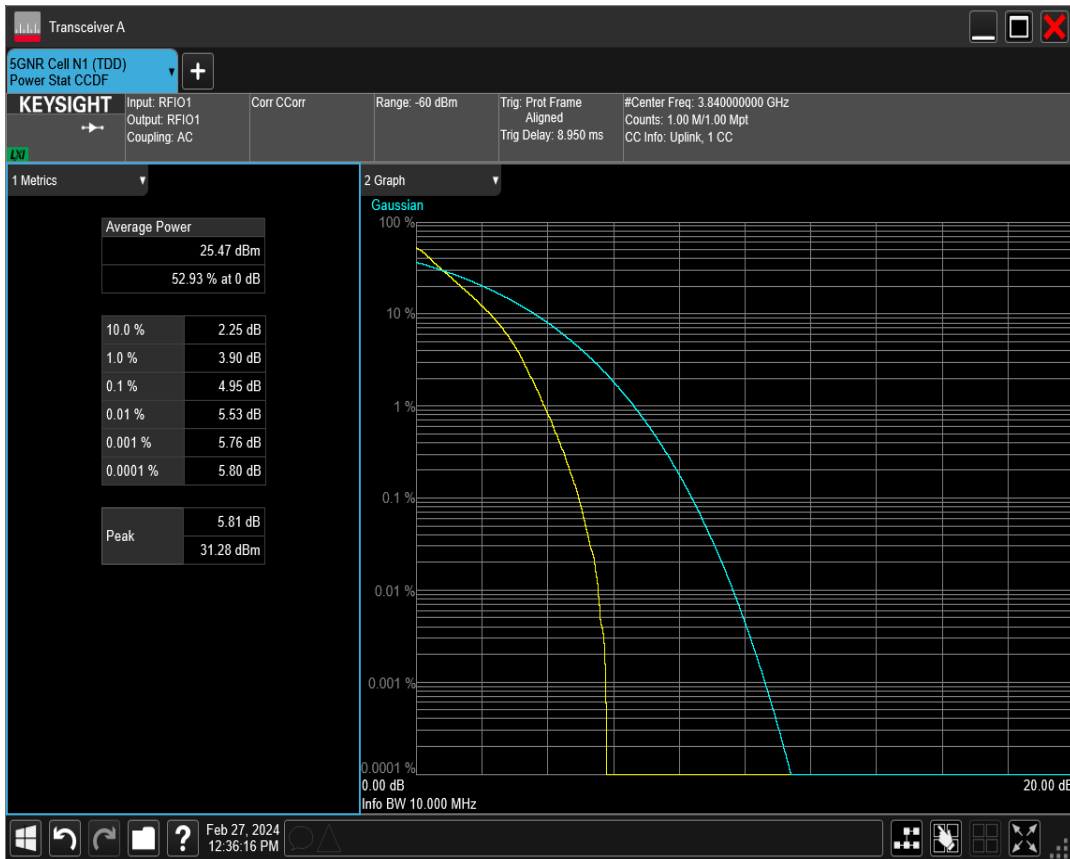 Transceiver A
5GNR Cell N1 (TDD)
Power Stat CCDF
+
KEYSIGHT
LXI
Input: RFIO1
Output: RFIO1
Coupling: AC
Corr CCorr
Range: -60 dBm
Trig: Prot Frame
Aligned
Trig Delay: 8.950 ms
#Center Freq: 3.840000000 GHz
Counts: 1.00 M/1.00 Mpt
CC Info: Uplink, 1 CC
1 Metrics
Average Power
25.47 dBm
52.93 % at 0 dB
10.0 % 2.25 dB
1.0 % 3.90 dB
0.1 % 4.95 dB
0.01 % 5.53 dB
0.001 % 5.76 dB
0.0001 % 5.80 dB
Peak 5.81 dB
31.28 dBm
2 Graph
Gaussian
100 %
10 %
1 %
0.1 %
0.01 %
0.001 %
0.0001 %
0.00 dB 20.00 dB
Info BW 10.000 MHz
?
Feb 27, 2024
12:36:16 PM